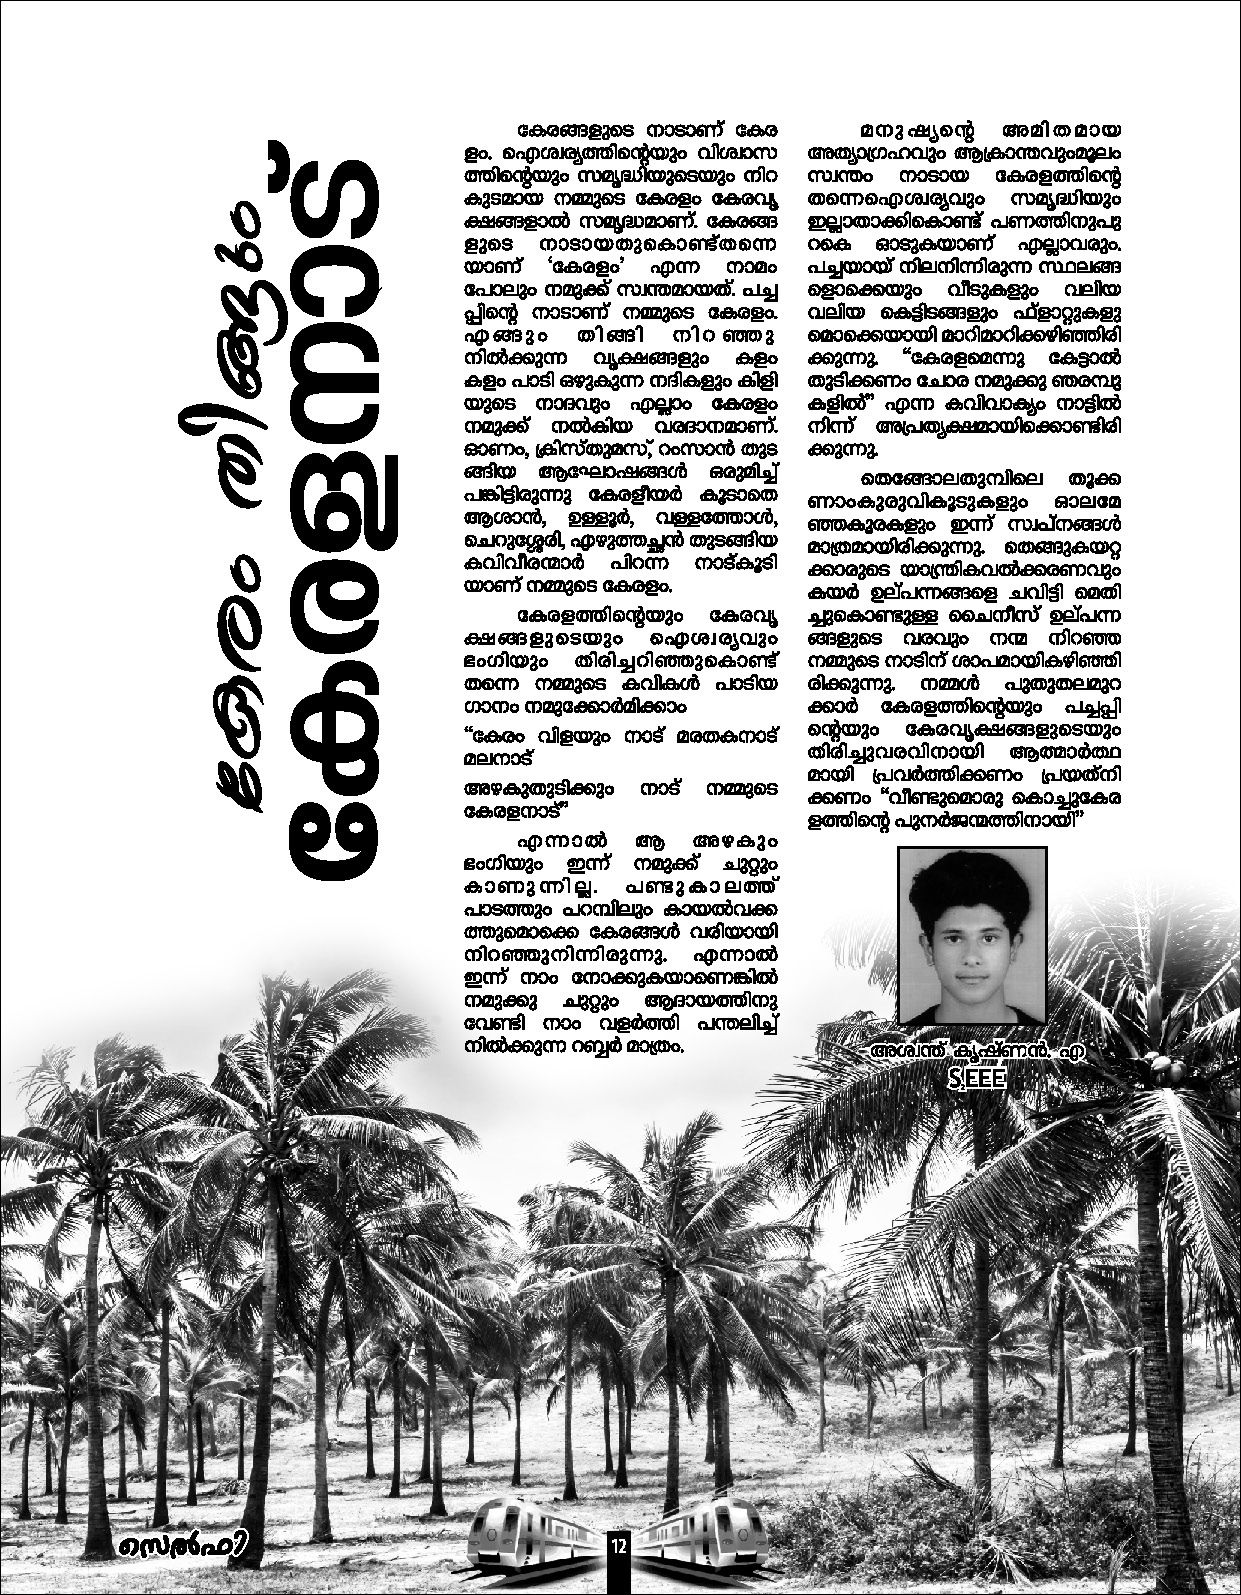 കേരം തിങ്ങും
കേരളനാട്
കേരങ്ങളുടെ നാടാണ് കേര
ളം. ഐശ്വര്യത്തിന്റെയും വിശ്വാസ
ത്തിന്റെയും സമൃദ്ധിയുടെയും നിറ
കുടമായ നമ്മുടെ കേരളം കേരവൃ
ക്ഷങ്ങളാൽ സമൃദ്ധമാണ്. കേരങ്ങ
ളുടെ നാടായതുകൊണ്ട്തന്നെ
യാണ് ‘കേരളം’ എന്ന നാമം
പോലും നമുക്ക് സ്വന്തമായത്. പച്ച
പ്പിന്റെ നാടാണ് നമ്മുടെ കേരളം.
എങ്ങും തിങ്ങി നിറഞ്ഞു
നിൽക്കുന്ന വൃക്ഷങ്ങളും കളം
കളം പാടി ഒഴുകുന്ന നദികളും കിളി
യുടെ നാദവും എല്ലാം കേരളം
നമുക്ക് നൽകിയ വരദാനമാണ്.
ഓണം, ക്രിസ്തുമസ്, റംസാൻ തുട
ങ്ങിയ ആഘോഷങ്ങൾ ഒരുമിച്ച്
പങ്കിട്ടിരുന്നു കേരളീയർ കൂടാതെ
ആശാൻ, ഉള്ളൂർ, വള്ളത്തോൾ,
ചെറുശ്ശേരി, എഴുത്തച്ഛൻ തുടങ്ങിയ
കവിവീരന്മാർ പിറന്ന നാട്കൂടി
യാണ് നമ്മുടെ കേരളം.
കേരളത്തിന്റെയും കേരവൃ
ക്ഷങ്ങളുടെയും ഐശ്വര്യവും
ഭംഗിയും തിരിച്ചറിഞ്ഞുകൊണ്ട്
തന്നെ നമ്മുടെ കവികൾ പാടിയ
ഗാനം നമുക്കോർമിക്കാം
“കേരം വിളയും നാട് മരതകനാട്
മലനാട്
അഴകുതുടിക്കും നാട് നമ്മുടെ
കേരളനാട്”
എന്നാൽ ആ അഴകും
ഭംഗിയും ഇന്ന് നമുക്ക് ചുറ്റും
കാണുന്നില്ല. പണ്ടുകാലത്ത്
പാടത്തും പറമ്പിലും കായൽവക്ക
ത്തുമൊക്കെ കേരങ്ങൾ വരിയായി
നിറഞ്ഞുനിന്നിരുന്നു. എന്നാൽ
ഇന്ന് നാം നോക്കുകയാണെങ്കിൽ
നമുക്കു ചുറ്റും ആദായത്തിനു
വേണ്ടി നാം വളർത്തി പന്തലിച്ച്
നിൽക്കുന്ന റബ്ബർ മാത്രം.
മനുഷ്യന്റെ അമിതമായ
അത്യാഗ്രഹവും ആക്രാന്തവുംമൂലം
സ്വന്തം നാടായ കേരളത്തിന്റെ
തന്നെഐശ്വര്യവും സമൃദ്ധിയും
ഇല്ലാതാക്കികൊണ്ട് പണത്തിനുപു
റകെ ഓടുകയാണ് എല്ലാവരും.
പച്ചയായ് നിലനിന്നിരുന്ന സ്ഥലങ്ങ
ളൊക്കെയും വീടുകളും വലിയ
വലിയ കെട്ടിടങ്ങളും ഫ്ളാറ്റുകളു
മൊക്കെയായി മാറിമാറിക്കഴിഞ്ഞിരി
ക്കുന്നു. “കേരളമെന്നു കേട്ടാൽ
തുടിക്കണം ചോര നമുക്കു ഞരമ്പു
കളിൽ” എന്ന കവിവാക്യം നാട്ടിൽ
നിന്ന് അപ്രത്യക്ഷമായിക്കൊണ്ടിരി
ക്കുന്നു.
തെങ്ങോലതുമ്പിലെ തൂക്ക
ണാംകുരുവികൂടുകളും ഓലമേ
ഞ്ഞകൂരകളും ഇന്ന് സ്വപ്നങ്ങൾ
മാത്രമായിരിക്കുന്നു. തെങ്ങുകയറ്റ
ക്കാരുടെ യാന്ത്രികവൽക്കരണവും
കയർ ഉല്പന്നങ്ങളെ ചവിട്ടി മെതി
ച്ചുകൊണ്ടുള്ള ചൈനീസ് ഉല്പന്ന
ങ്ങളുടെ വരവും നന്മ നിറഞ്ഞ
നമ്മുടെ നാടിന് ശാപമായികഴിഞ്ഞി
രിക്കുന്നു. നമ്മൾ പുതുതലമുറ
ക്കാർ കേരളത്തിന്റെയും പച്ചപ്പി
ന്റെയും കേരവൃക്ഷങ്ങളുടെയും
തിരിച്ചുവരവിനായി ആത്മാർത്ഥ
മായി പ്രവർത്തിക്കണം പ്രയത്നി
ക്കണം “വീണ്ടുമൊരു കൊച്ചുകേര
ളത്തിന്റെ പുനർജന്മത്തിനായി”
അശ്വന്ത് കൃഷ്ണൻ. എ
S₂EEE
സെൽഫി
12